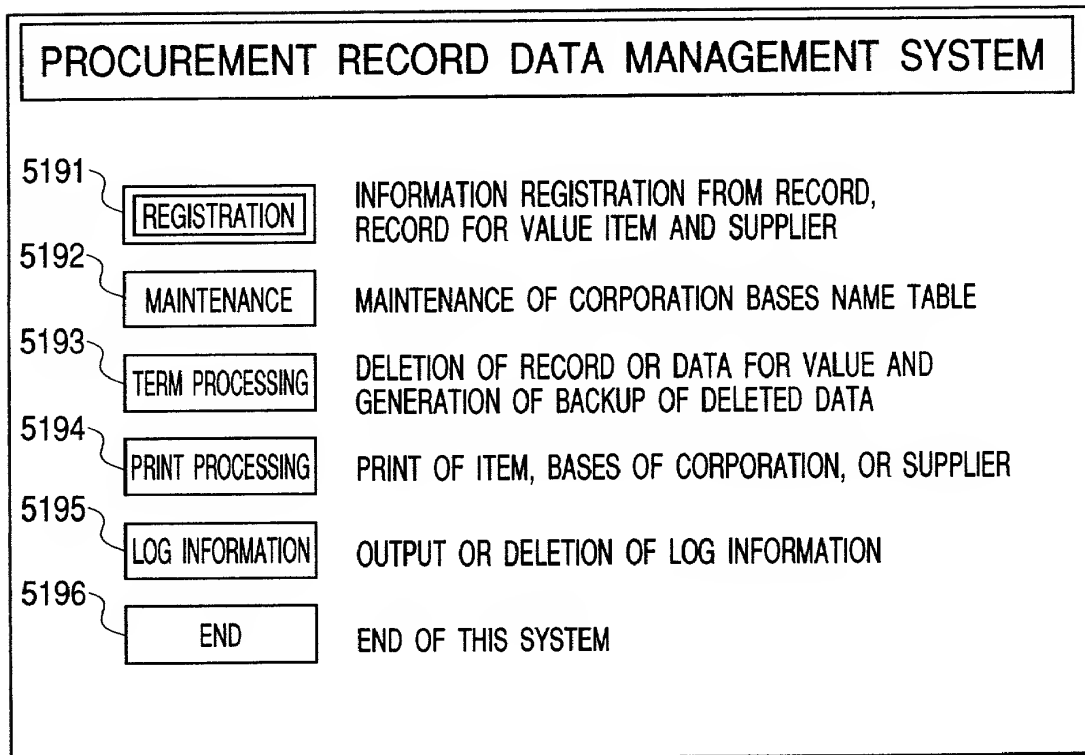 PROCUREMENT RECORD DATA MANAGEMENT SYSTEM
5191
REGISTRATION
INFORMATION REGISTRATION FROM RECORD,
RECORD FOR VALUE ITEM AND SUPPLIER
5192
MAINTENANCE
MAINTENANCE OF CORPORATION BASES NAME TABLE
5193
TERM PROCESSING
DELETION OF RECORD OR DATA FOR VALUE AND
GENERATION OF BACKUP OF DELETED DATA
5194
PRINT PROCESSING
PRINT OF ITEM, BASES OF CORPORATION, OR SUPPLIER
5195
LOG INFORMATION
OUTPUT OR DELETION OF LOG INFORMATION
5196
END
END OF THIS SYSTEM